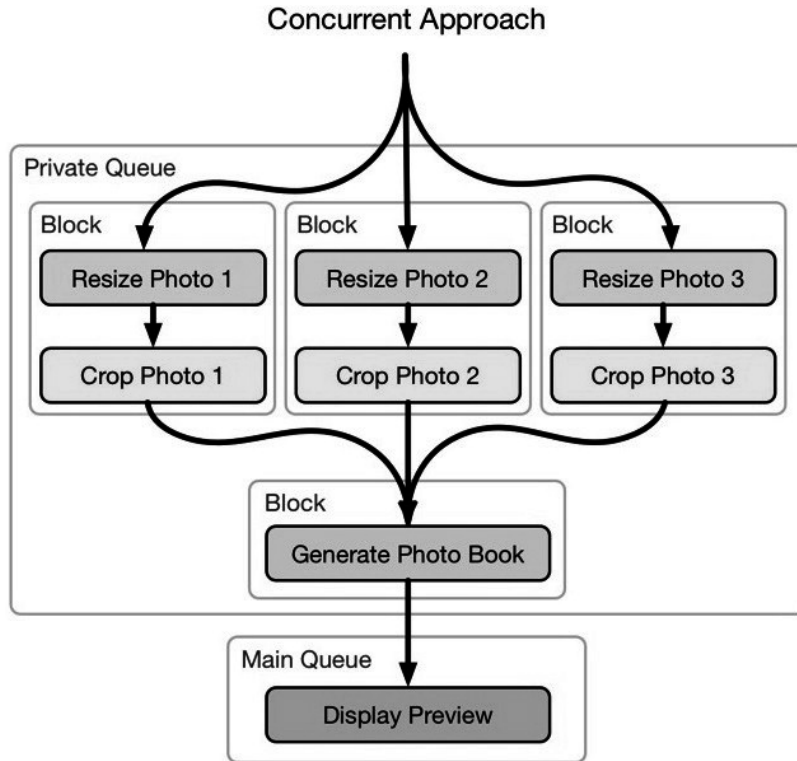 Concurrent Approach
Private Queue
Block
Block
Block
Resize Photo 1
Resize Photo 2
Resize Photo 3
Crop Photo 1
Crop Photo 2
Crop Photo 3
Block
Generate Photo Book
Main Queue
Display Preview